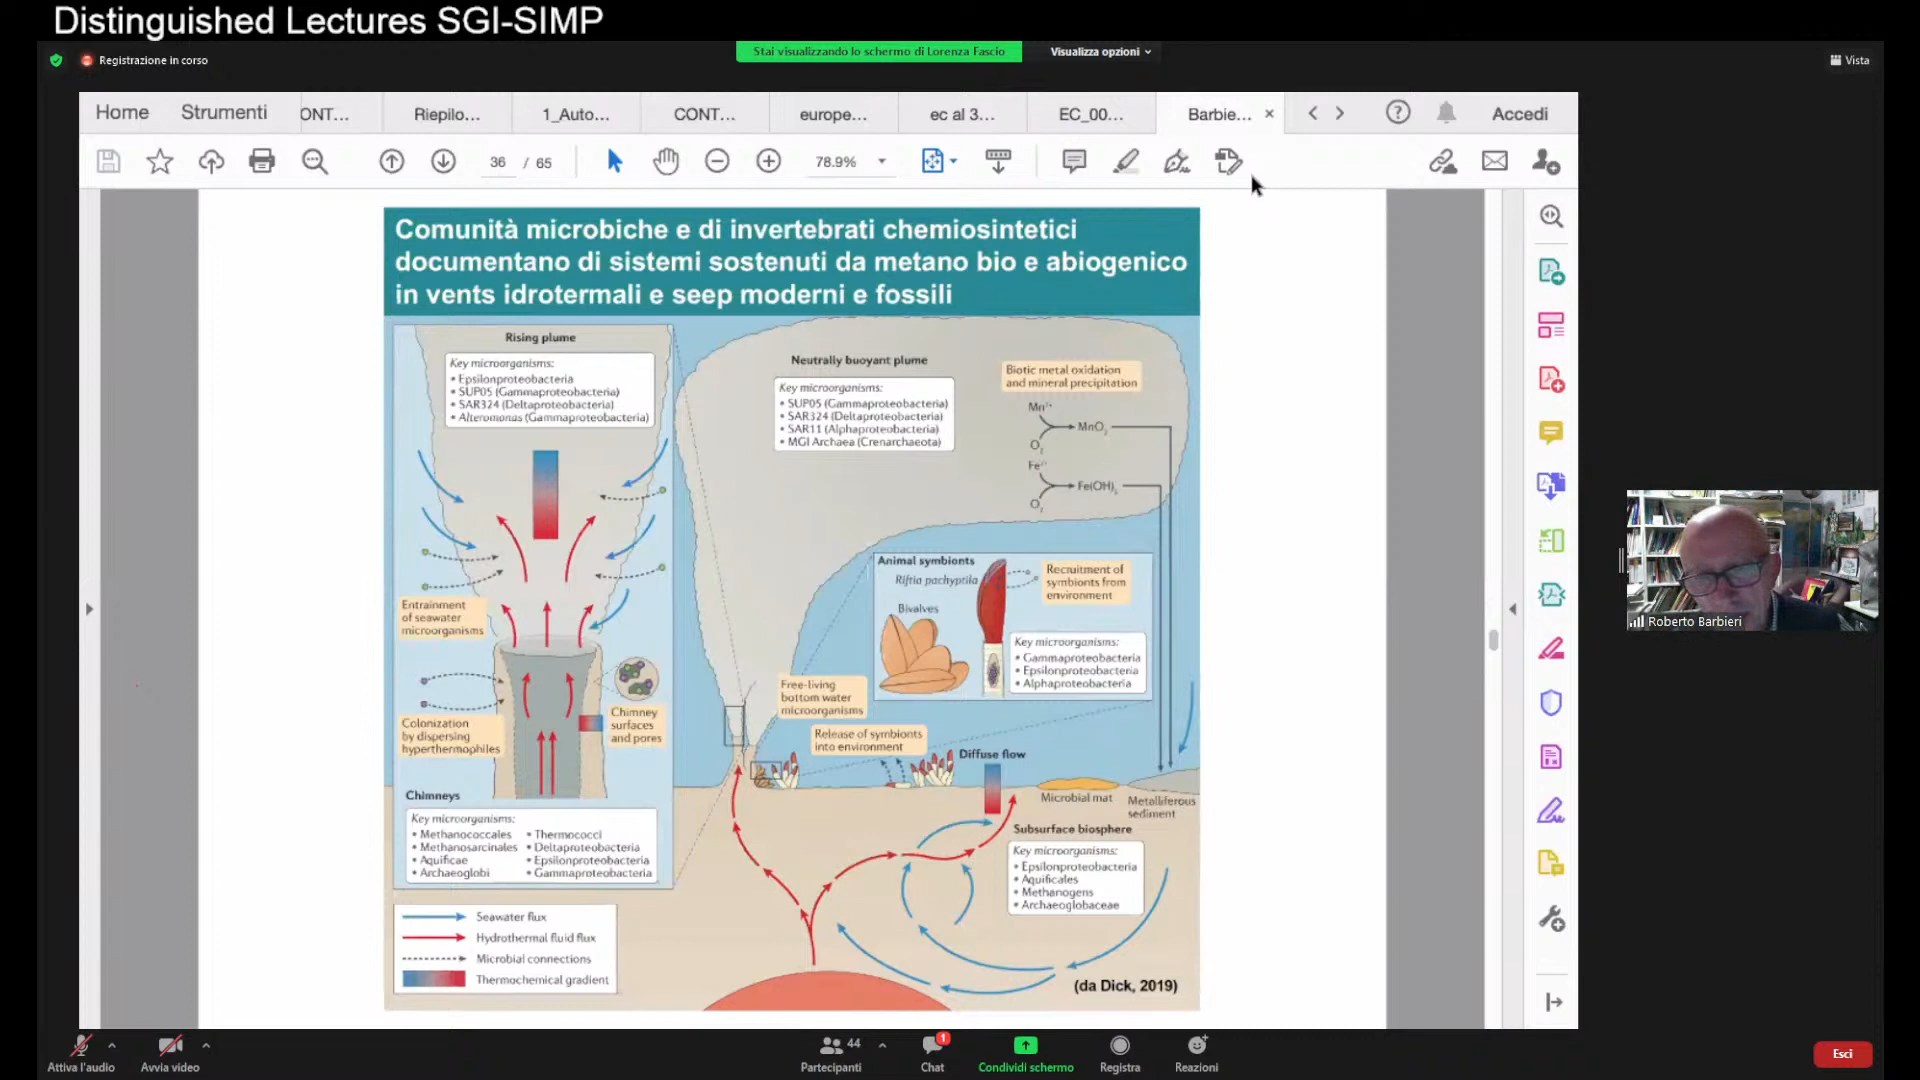 Distinguished Lectures SGI-SIMP
Stai visualizzando lo schermo di Lorenza Fascio
Visualizza opzioni
Registrazione in corso
Vista
Home
Strumenti
ONT...
Riepilo...
1_Auto...
CONT...
europe...
ec al 3...
EC_00...
Barbie...
Accedi
36 / 65
78.9%
Comunità microbiche e di invertebrati chemiosintetici
documentano di sistemi sostenuti da metano bio e abiogenico
in vents idrotermali e seep moderni e fossili
Rising plume
Key microorganisms:
• Epsilonproteobacteria
• SUP05 (Gammaproteobacteria)
• SAR324 (Deltaproteobacteria)
• Alteromonas (Gammaproteobacteria)
Entrainment
of seawater
microorganisms
Colonization
by dispersing
hyperthermophiles
Chimney
surfaces
and pores
Chimneys
Key microorganisms:
• Methanococcales
• Methanosarcinales
• Aquificae
• Archaeoglobi
• Thermococci
• Deltaproteobacteria
• Epsilonproteobacteria
• Gammaproteobacteria
Seawater flux
Hydrothermal fluid flux
Microbial connections
Thermochemical gradient
Neutrally buoyant plume
Key microorganisms:
• SUP05 (Gammaproteobacteria)
• SAR324 (Deltaproteobacteria)
• SAR11 (Alphaproteobacteria)
• MGI Archaea (Crenarchaeota)
Biotic metal oxidation
and mineral precipitation
Mn²⁺
MnO₂
O₂
Fe²⁺
Fe(OH)₃
O₂
Animal symbionts
Riftia pachyptila
Bivalves
Recruitment of
symbionts from
environment
Key microorganisms:
• Gammaproteobacteria
• Epsilonproteobacteria
• Alphaproteobacteria
Free-living
bottom water
microorganisms
Release of symbionts
into environment
Diffuse flow
Microbial mat
Metalliferous
sediment
Subsurface biosphere
Key microorganisms:
• Epsilonproteobacteria
• Aquificales
• Methanogens
• Archaeoglobaceae
(da Dick, 2019)
Roberto Barbieri
Attiva l'audio
Avvia video
Partecipanti
44
Chat
1
Condividi schermo
Registra
Reazioni
Esci